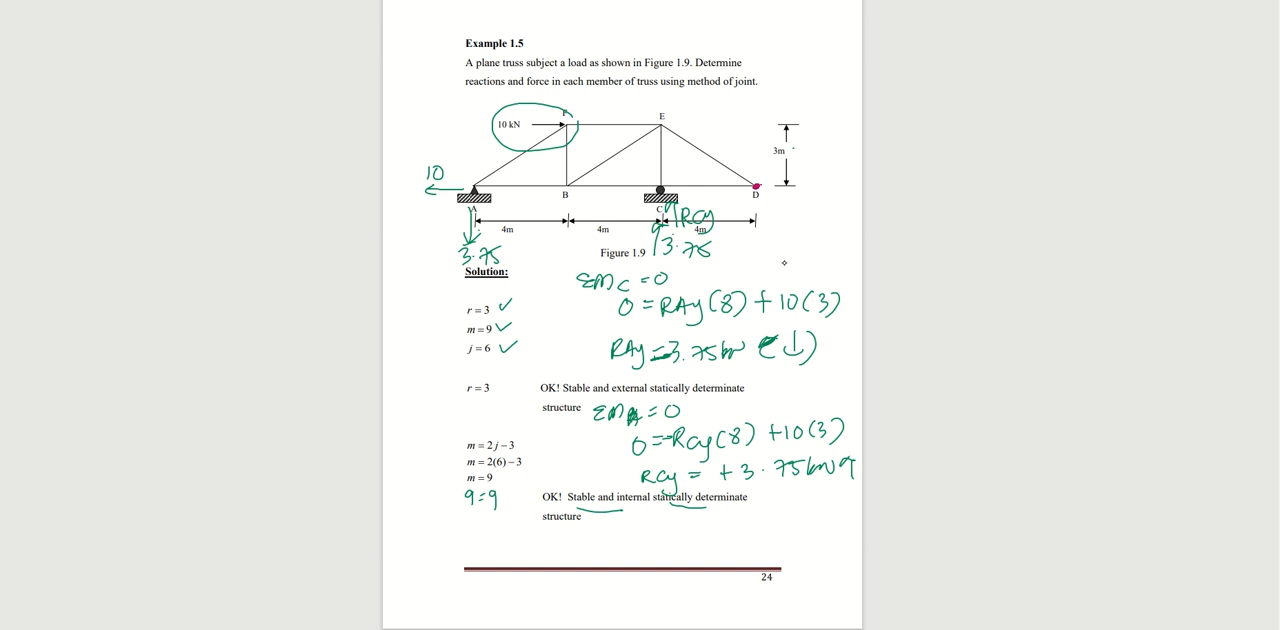 Example 1.5
A plane truss subject a load as shown in Figure 1.9. Determine
reactions and force in each member of truss using method of joint.
F
E
10 kN
3m
10
A
B
C
D
RCy
4m
4m
4m
3.75
3.75
Figure 1.9
Solution:
ΣMC = 0
0 = RAy(8) + 10(3)
r = 3 ✓
m = 9 ✓
RAy = -3.75 kN (↓)
j = 6 ✓
r = 3 OK! Stable and external statically determinate
structure
ΣMA = 0
0 = -RCy(8) + 10(3)
m = 2j – 3
m = 2(6) – 3
RCy = + 3.75 kN ↑
m = 9
9 = 9 OK! Stable and internal statically determinate
structure
24